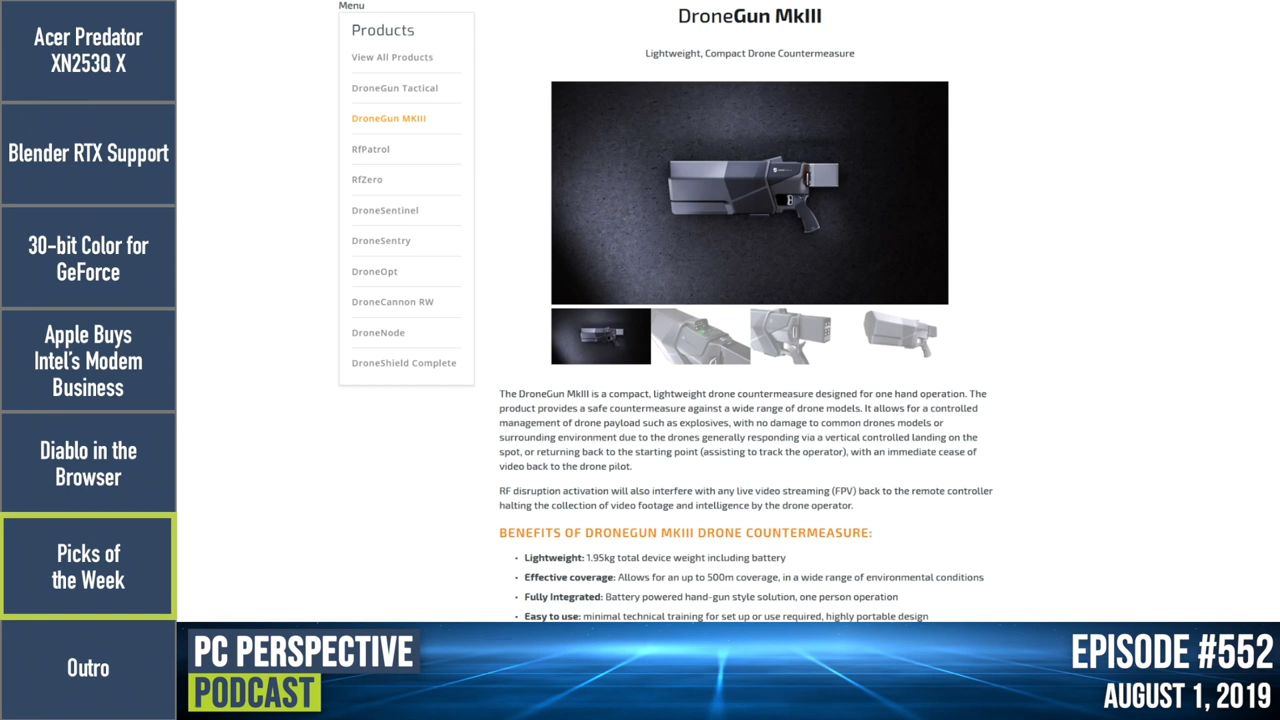 Acer Predator
XN253Q X
Blender RTX Support
30-bit Color for
GeForce
Apple Buys
Intel's Modem
Business
Diablo in the
Browser
Picks of
the Week
Outro
Menu
Products
View All Products
DroneGun Tactical
DroneGun MKIII
RfPatrol
RfZero
DroneSentinel
DroneSentry
DroneOpt
DroneCannon RW
DroneNode
DroneShield Complete
DroneGun MkIII
Lightweight, Compact Drone Countermeasure
The DroneGun MkIII is a compact, lightweight drone countermeasure designed for one hand operation. The
product provides a safe countermeasure against a wide range of drone models. It allows for a controlled
management of drone payload such as explosives, with no damage to common drones models or
surrounding environment due to the drones generally responding via a vertical controlled landing on the
spot, or returning back to the starting point (assisting to track the operator), with an immediate cease of
video back to the drone pilot.
RF disruption activation will also interfere with any live video streaming (FPV) back to the remote controller
halting the collection of video footage and intelligence by the drone operator.
BENEFITS OF DRONEGUN MKIII DRONE COUNTERMEASURE:
• Lightweight: 1.95kg total device weight including battery
• Effective coverage: Allows for an up to 500m coverage, in a wide range of environmental conditions
• Fully Integrated: Battery powered hand-gun style solution, one person operation
• Easy to use: minimal technical training for set up or use required, highly portable design
PC PERSPECTIVE
PODCAST
EPISODE #552
AUGUST 1, 2019